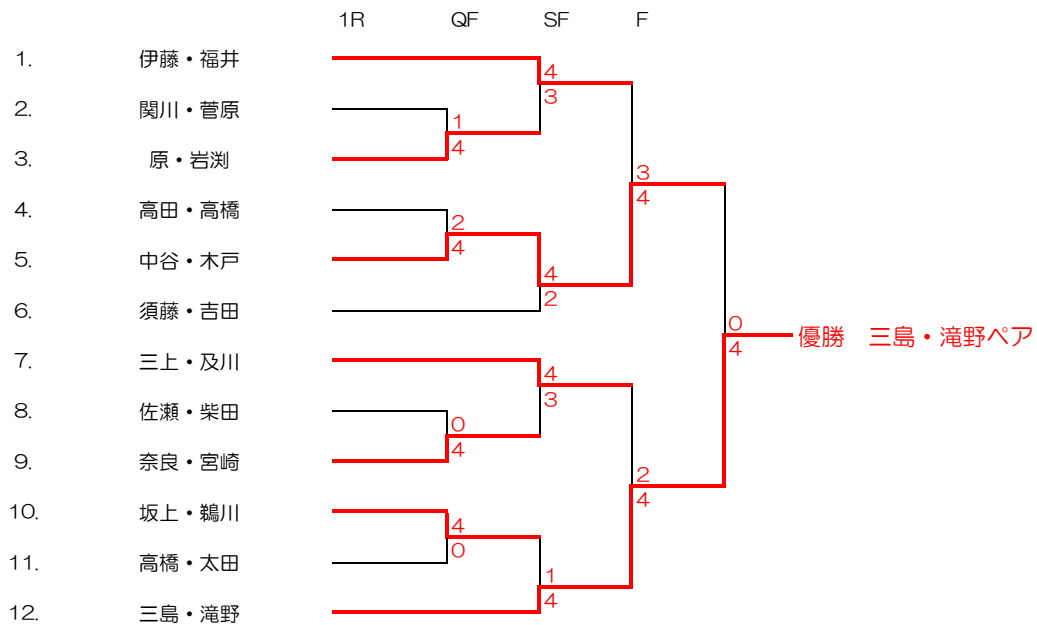 1R QF SF F
1. 伊藤・福井
4
3
2. 関川・菅原
1
4
3. 原・岩渕
3
4
4. 高田・高橋
2
4
5. 中谷・木戸
4
2
6. 須藤・吉田
0
4
優勝 三島・滝野ペア
7. 三上・及川
4
3
8. 佐瀬・柴田
0
4
9. 奈良・宮崎
2
4
10. 坂上・鵜川
4
0
11. 高橋・太田
1
4
12. 三島・滝野